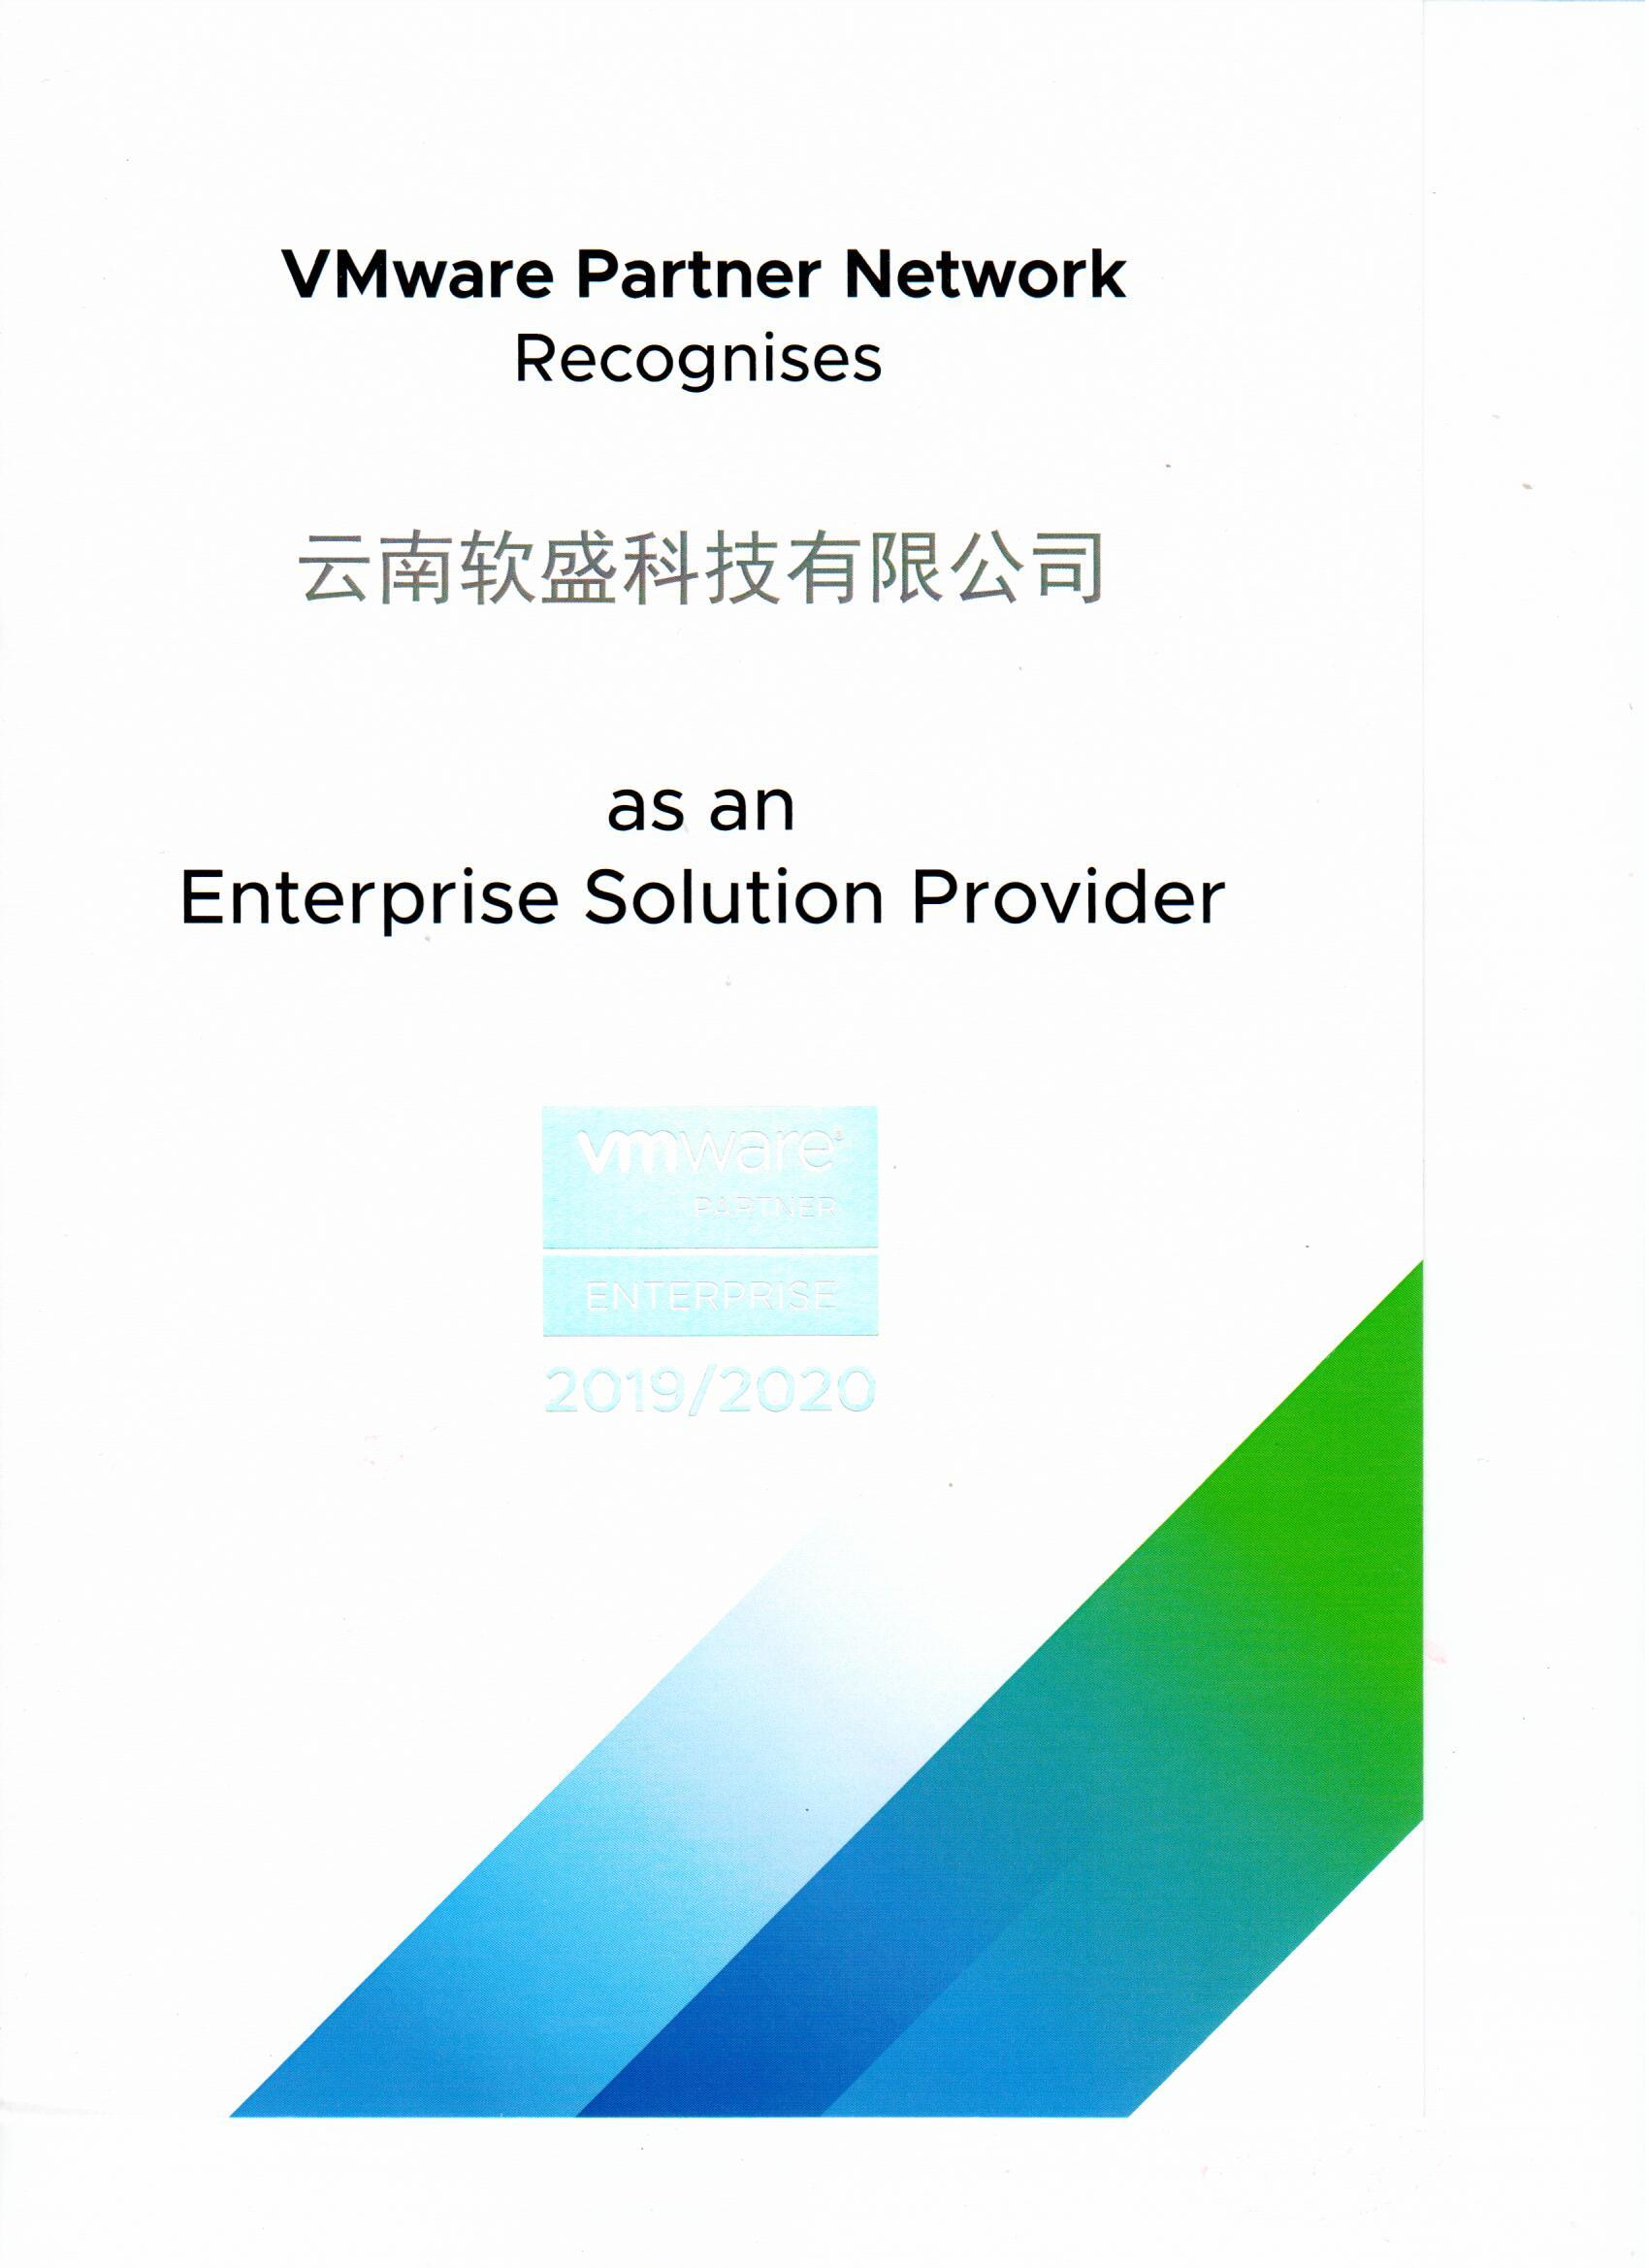 VMware Partner Network
Recognises
云南软盛科技有限公司
as an
Enterprise Solution Provider
vmware®
PARTNER
ENTERPRISE
2019/2020